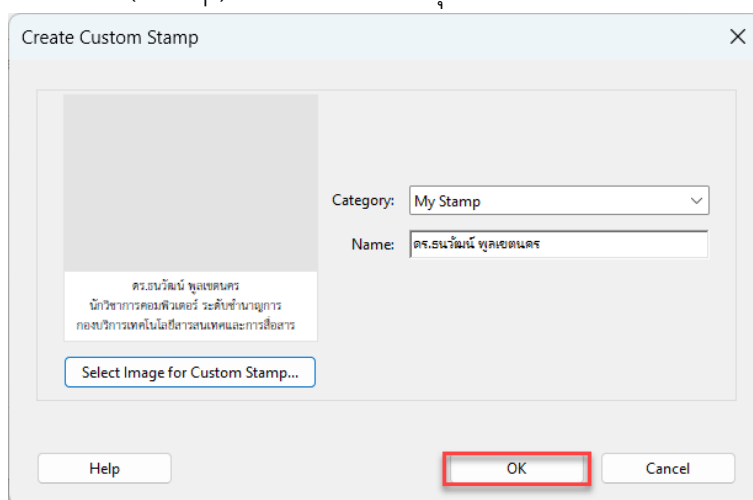 Create Custom Stamp
Category: My Stamp
Name: ดร.ธนวัฒน์ พูลเขตนคร
ดร.ธนวัฒน์ พูลเขตนคร
นักวิชาการคอมพิวเตอร์ ระดับชำนาญการ
กองบริการเทคโนโลยีสารสนเทศและการสื่อสาร
Select Image for Custom Stamp...
Help
OK
Cancel